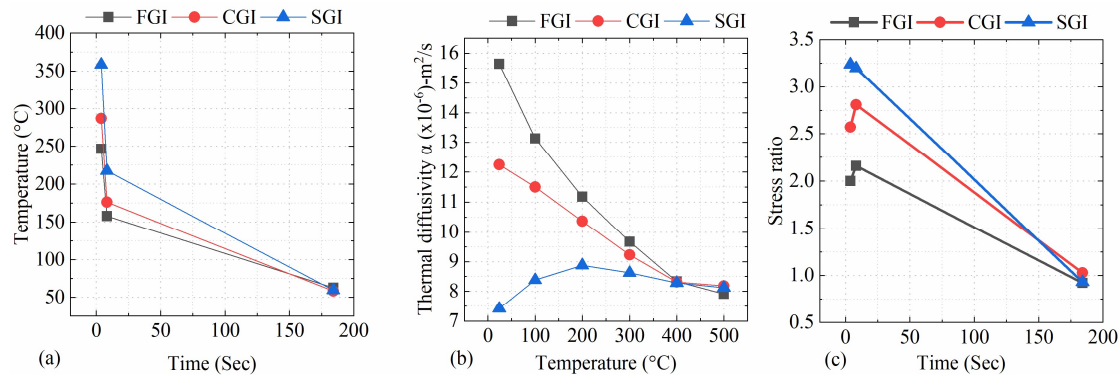 FGI CGI SGI
400
350
300
250
200
150
100
50
0 50 100 150 200
Temperature (°C)
Time (Sec)
(a)
FGI CGI SGI
16
15
14
13
12
11
10
9
8
7
0 100 200 300 400 500
Thermal diffusivity α (x10⁻⁶)-m²/s
Temperature (°C)
(b)
FGI CGI SGI
3.5
3.0
2.5
2.0
1.5
1.0
0.5
0 50 100 150 200
Stress ratio
Time (Sec)
(c)